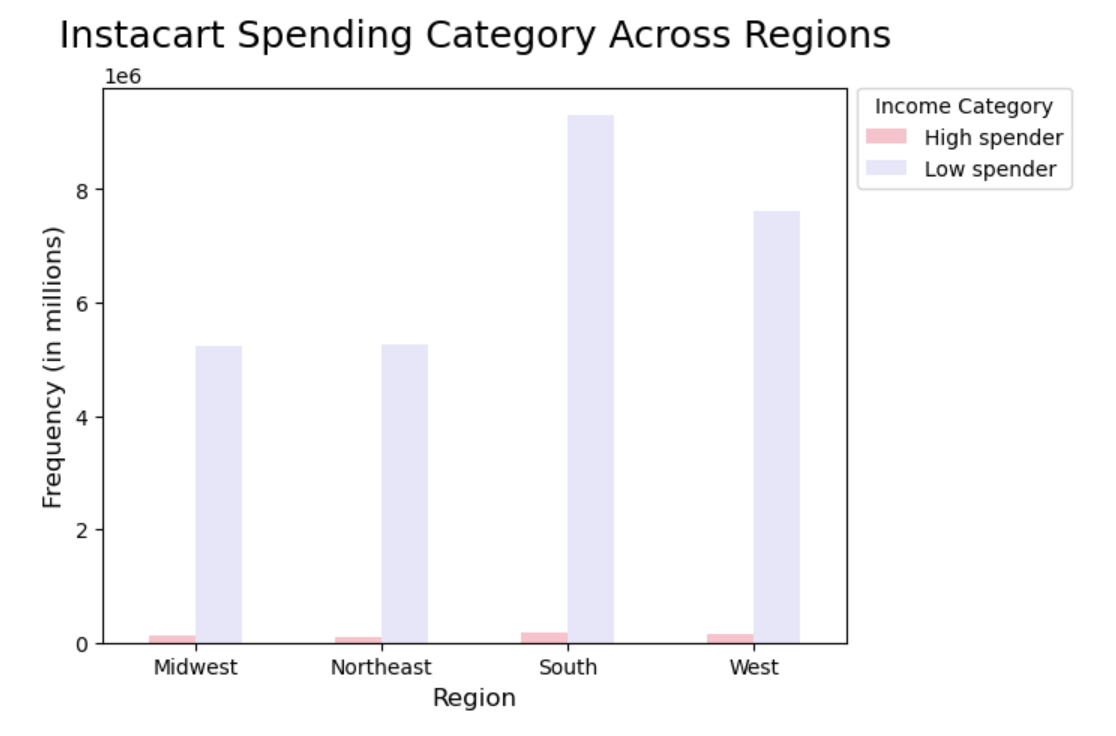 Instacart Spending Category Across Regions
1e6
Income Category
High spender
Low spender
Frequency (in millions)
8
6
4
2
0
Midwest Northeast South West
Region